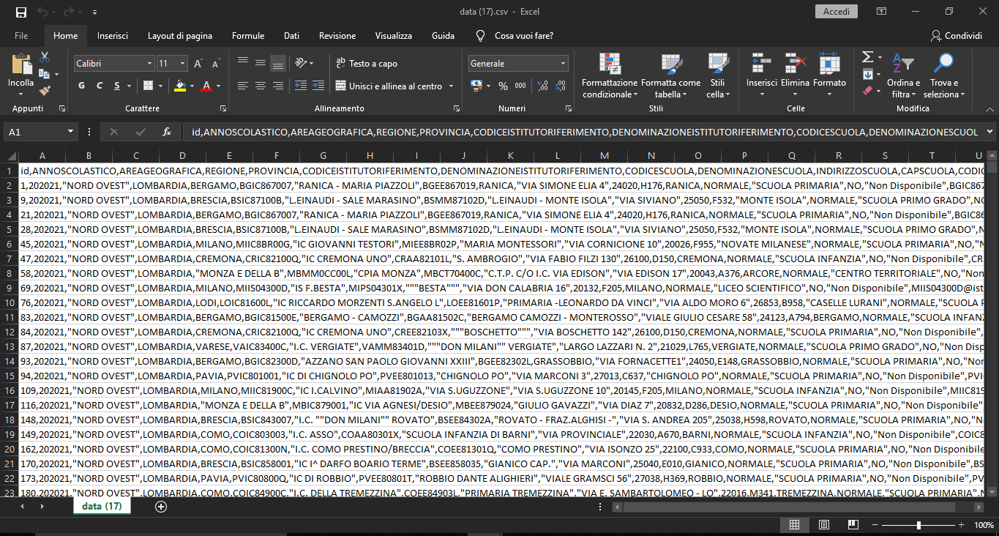 data (17).csv - Excel
Accedi
File Home Inserisci Layout di pagina Formule Dati Revisione Visualizza Guida Cosa vuoi fare? Condividi
Calibri 11 A A ab Testo a capo Generale
Incolla G C S A Unisci e allinea al centro % 000 ,00
Formattazione condizionale Formatta come tabella Stili cella Inserisci Elimina Formato Ordina e filtra Trova e seleziona
Appunti Carattere Allineamento Numeri Stili Celle Modifica
A1 fx id,ANNOSCOLASTICO,AREAGEOGRAFICA,REGIONE,PROVINCIA,CODICEISTITUTORIFERIMENTO,DENOMINAZIONEISTITUTORIFERIMENTO,CODICESCUOLA,DENOMINAZIONESCUOL
A B C D E F G H I J K L M N O P Q R S T U
1 id,ANNOSCOLASTICO,AREAGEOGRAFICA,REGIONE,PROVINCIA,CODICEISTITUTORIFERIMENTO,DENOMINAZIONEISTITUTORIFERIMENTO,CODICESCUOLA,DENOMINAZIONESCUOLA,INDIRIZZOSCUOLA,CAPSCUOLA,CODIC
2 1,202021,"NORD OVEST",LOMBARDIA,BERGAMO,BGIC867007,"RANICA - MARIA PIAZZOLI",BGEE867019,RANICA,"VIA SIMONE ELIA 4",24020,H176,RANICA,NORMALE,"SCUOLA PRIMARIA",NO,"Non Disponibile",BGIC867
3 9,202021,"NORD OVEST",LOMBARDIA,BRESCIA,BSIC87100B,"L.EINAUDI - SALE MARASINO",BSMM87102D,"L.EINAUDI - MONTE ISOLA","VIA SIVIANO",25050,F532,"MONTE ISOLA",NORMALE,"SCUOLA PRIMO GRADO",NO
4 21,202021,"NORD OVEST",LOMBARDIA,BERGAMO,BGIC867007,"RANICA - MARIA PIAZZOLI",BGEE867019,RANICA,"VIA SIMONE ELIA 4",24020,H176,RANICA,NORMALE,"SCUOLA PRIMARIA",NO,"Non Disponibile",BGIC86
5 28,202021,"NORD OVEST",LOMBARDIA,BRESCIA,BSIC87100B,"L.EINAUDI - SALE MARASINO",BSMM87102D,"L.EINAUDI - MONTE ISOLA","VIA SIVIANO",25050,F532,"MONTE ISOLA",NORMALE,"SCUOLA PRIMO GRADO",N
6 45,202021,"NORD OVEST",LOMBARDIA,MILANO,MIIC8BR00G,"IC GIOVANNI TESTORI",MIEE8BR02P,"MARIA MONTESSORI","VIA CORNICIONE 10",20026,F955,"NOVATE MILANESE",NORMALE,"SCUOLA PRIMARIA",NO,"N
7 47,202021,"NORD OVEST",LOMBARDIA,CREMONA,CRIC82100Q,"IC CREMONA UNO",CRAA82101L,"S. AMBROGIO","VIA FABIO FILZI 130",26100,D150,CREMONA,NORMALE,"SCUOLA INFANZIA",NO,"Non Disponibile",CR
8 58,202021,"NORD OVEST",LOMBARDIA,"MONZA E DELLA B",MBMM0CC00L,"CPIA MONZA",MBCT70400C,"C.T.P. C/O I.C. VIA EDISON","VIA EDISON 17",20043,A376,ARCORE,NORMALE,"CENTRO TERRITORIALE",NO,"Non
9 69,202021,"NORD OVEST",LOMBARDIA,MILANO,MIIS04300D,"IS F.BESTA",MIPS04301X,"""BESTA""","VIA DON CALABRIA 16",20132,F205,MILANO,NORMALE,"LICEO SCIENTIFICO",NO,"Non Disponibile",MIIS04300D@ist
10 76,202021,"NORD OVEST",LOMBARDIA,LODI,LOIC81600L,"IC RICCARDO MORZENTI S.ANGELO L",LOEE81601P,"PRIMARIA -LEONARDO DA VINCI","VIA ALDO MORO 6",26853,B958,"CASELLE LURANI",NORMALE,"SCUOLA P
11 83,202021,"NORD OVEST",LOMBARDIA,BERGAMO,BGIC81500E,"BERGAMO - CAMOZZI",BGAA81502C,"BERGAMO CAMOZZI - MONTEROSSO","VIALE GIULIO CESARE 58",24123,A794,BERGAMO,NORMALE,"SCUOLA INFANZ
12 84,202021,"NORD OVEST",LOMBARDIA,CREMONA,CRIC82100Q,"IC CREMONA UNO",CREE82103X,"""BOSCHETTO""","VIA BOSCHETTO 142",26100,D150,CREMONA,NORMALE,"SCUOLA PRIMARIA",NO,"Non Disponibile",
13 87,202021,"NORD OVEST",LOMBARDIA,VARESE,VAIC83400C,"I.C. VERGIATE",VAMM83401D,"""DON MILANI"" VERGIATE","LARGO LAZZARI N. 2",21029,L765,VERGIATE,NORMALE,"SCUOLA PRIMO GRADO",NO,"Non Disp
14 93,202021,"NORD OVEST",LOMBARDIA,BERGAMO,BGIC82300D,"AZZANO SAN PAOLO GIOVANNI XXIII",BGEE82302L,GRASSOBBIO,"VIA FORNACETTE1",24050,E148,GRASSOBBIO,NORMALE,"SCUOLA PRIMARIA",NO,"Non
15 94,202021,"NORD OVEST",LOMBARDIA,PAVIA,PVIC801001,"IC DI CHIGNOLO PO",PVEE801013,"CHIGNOLO PO","VIA MARCONI 3",27013,C637,"CHIGNOLO PO",NORMALE,"SCUOLA PRIMARIA",NO,"Non Disponibile",PVI
16 109,202021,"NORD OVEST",LOMBARDIA,MILANO,MIIC81900C,"IC I.CALVINO",MIAA81902A,"VIA S.UGUZZONE","VIA S.UGUZZONE 10",20145,F205,MILANO,NORMALE,"SCUOLA INFANZIA",NO,"Non Disponibile",MIIC819
17 116,202021,"NORD OVEST",LOMBARDIA,"MONZA E DELLA B",MBIC879001,"IC VIA AGNESI/DESIO",MBEE879024,"GIULIO GAVAZZI","VIA DIAZ 7",20832,D286,DESIO,NORMALE,"SCUOLA PRIMARIA",NO,"Non Disponibile",
18 148,202021,"NORD OVEST",LOMBARDIA,BRESCIA,BSIC843007,"I.C. ""DON MILANI"" ROVATO",BSEE84302A,"ROVATO - FRAZ.ALGHISI -","VIA S. ANDREA 205",25038,H598,ROVATO,NORMALE,"SCUOLA PRIMARIA",NO,"No
19 149,202021,"NORD OVEST",LOMBARDIA,COMO,COIC803003,"I.C. ASSO",COAA80301X,"SCUOLA INFANZIA DI BARNI","VIA PROVINCIALE",22030,A670,BARNI,NORMALE,"SCUOLA INFANZIA",NO,"Non Disponibile",COIC8
20 162,202021,"NORD OVEST",LOMBARDIA,COMO,COIC81300N,"I.C. COMO PRESTINO/BRECCIA",COEE81301Q,"COMO PRESTINO","VIA ISONZO 25",22100,C933,COMO,NORMALE,"SCUOLA PRIMARIA",NO,"Non Disponibile
21 170,202021,"NORD OVEST",LOMBARDIA,BRESCIA,BSIC858001,"IC I^ DARFO BOARIO TERME",BSEE858035,"GIANICO CAP.","VIA MARCONI",25040,E010,GIANICO,NORMALE,"SCUOLA PRIMARIA",NO,"Non Disponibile",BS
22 173,202021,"NORD OVEST",LOMBARDIA,PAVIA,PVIC80800Q,"IC DI ROBBIO",PVEE80801T,"ROBBIO DANTE ALIGHIERI","VIALE GRAMSCI 56",27038,H369,ROBBIO,NORMALE,"SCUOLA PRIMARIA",NO,"Non Disponibile",PV
23 180,202021,"NORD OVEST",LOMBARDIA,COMO,COIC84900C,"I.C. DELLA TREMEZZINA",COEE84903L,"PRIMARIA TREMEZZINA","VIA E. SAMBARTOLOMEO - LO",22016,M341,TREMEZZINA,NORMALE,"SCUOLA PRIMARIA",N
data (17)
100%